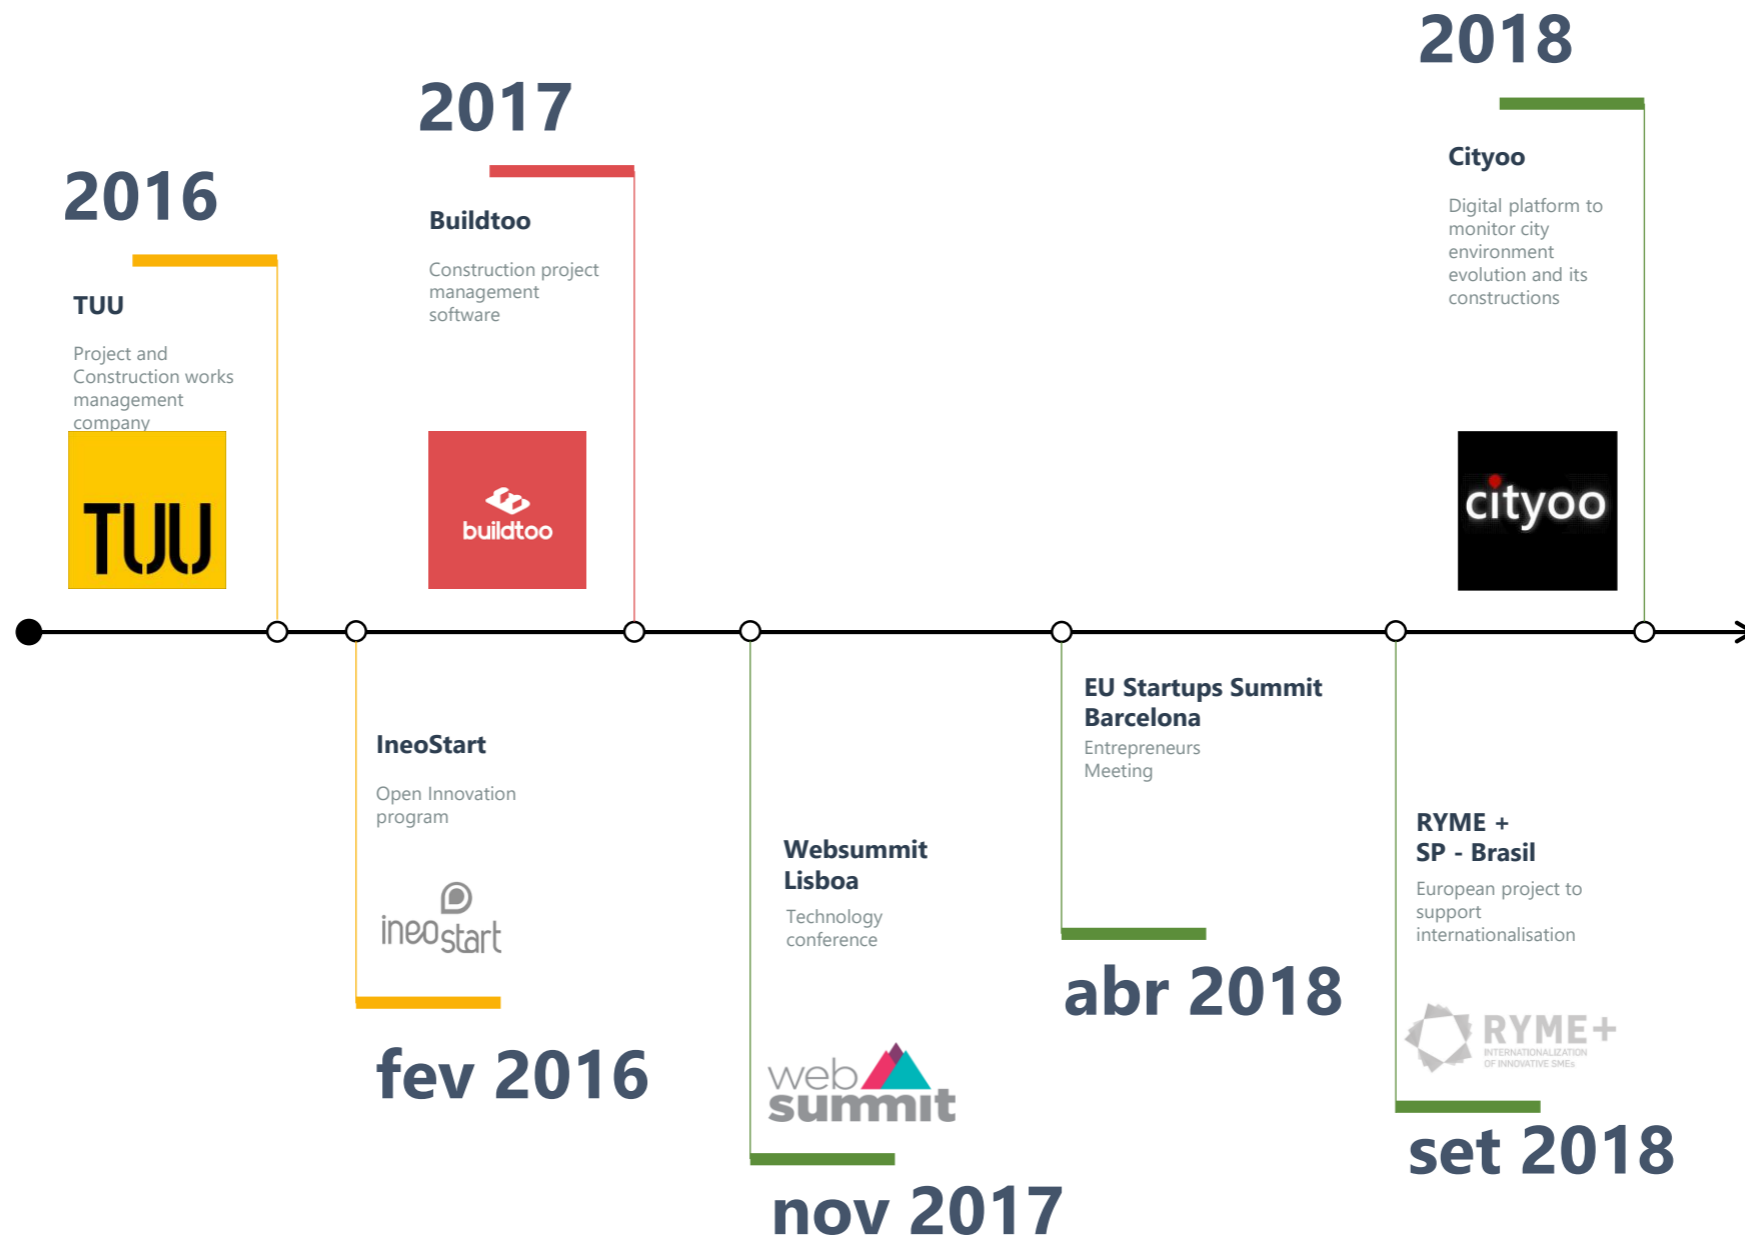 2016
TUU
Project and
Construction works
management
company
TUU
2017
Buildtoo
Construction project
management
software
buildtoo
2018
Cityoo
Digital platform to
monitor city
environment
evolution and its
constructions
cityoo
IneoStart
Open Innovation
program
ineo start
fev 2016
Websummit
Lisboa
Technology
conference
web
summit
nov 2017
EU Startups Summit
Barcelona
Entrepreneurs
Meeting
abr 2018
RYME +
SP - Brasil
European project to
support
internationalisation
RYME+
INTERNATIONALIZATION
OF INNOVATIVE SMEs
set 2018